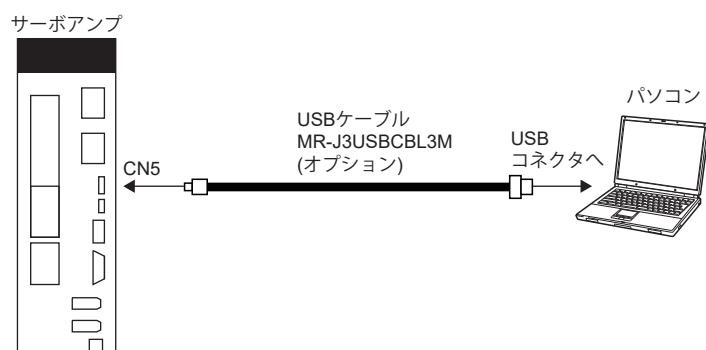 サーボアンプ
パソコン
USBケーブル
MR-J3USBCBL3M
(オプション)
USB
コネクタへ
CN5